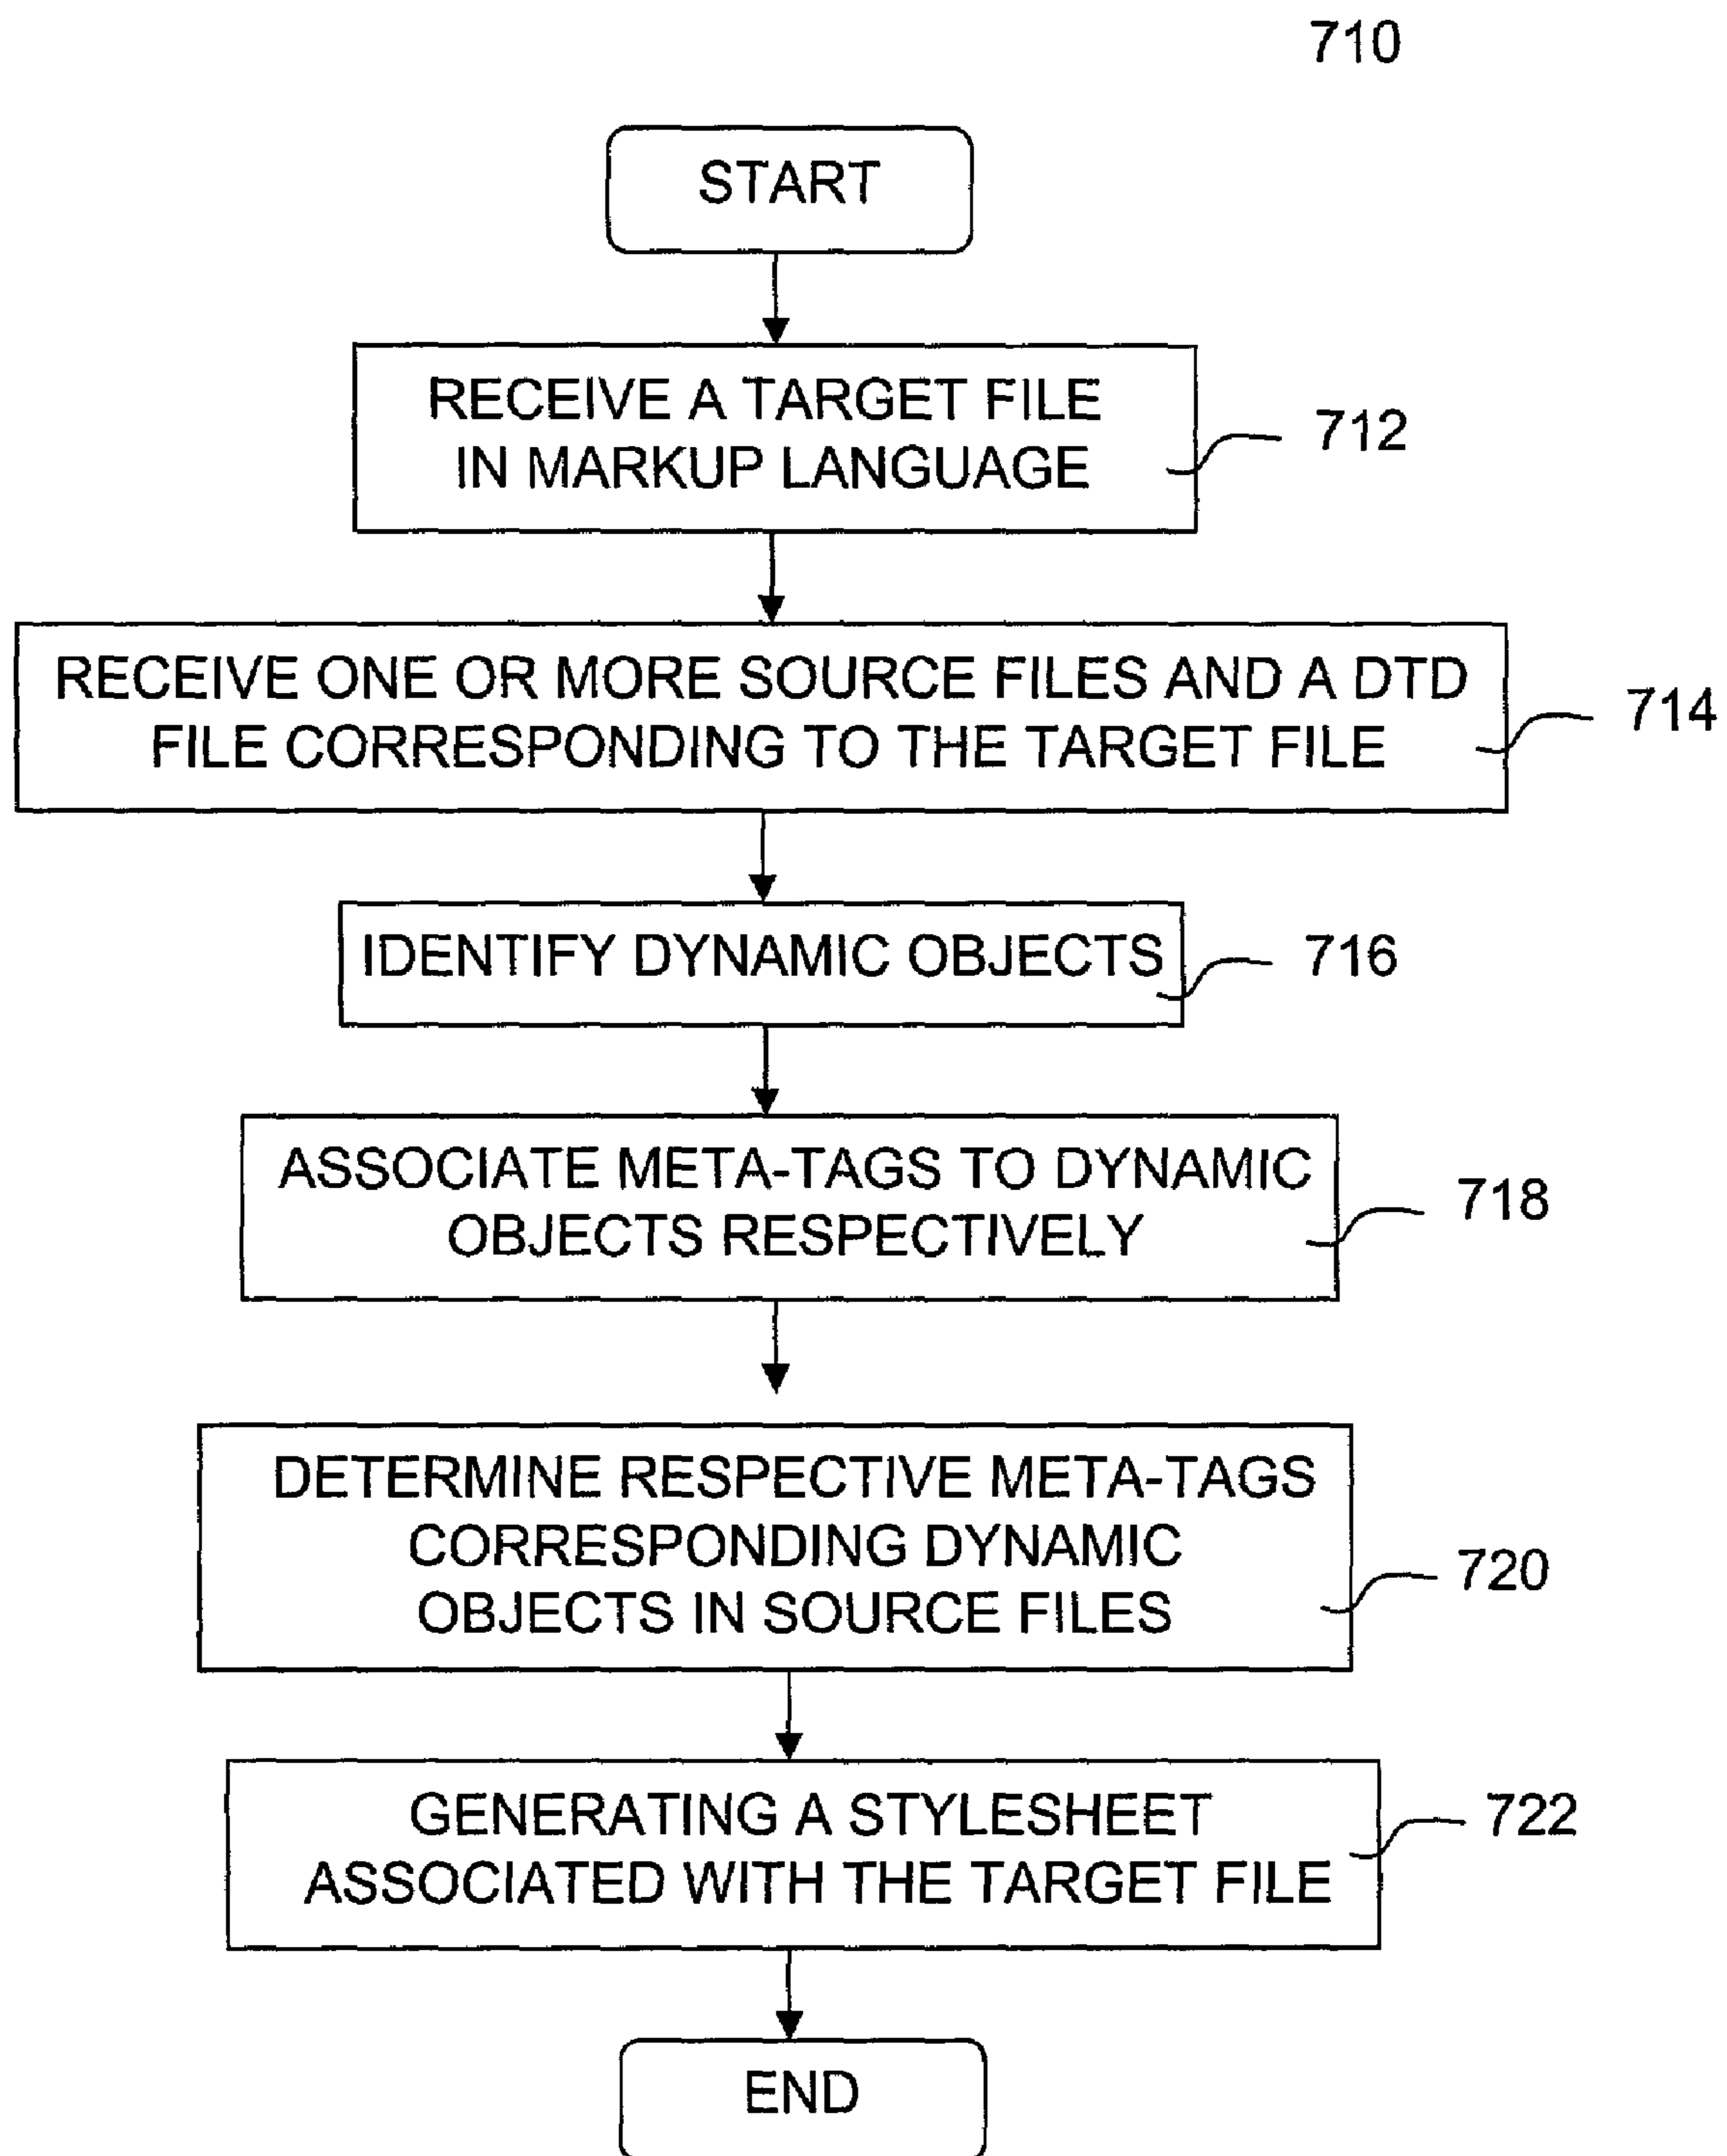 710
START
RECEIVE A TARGET FILE
IN MARKUP LANGUAGE
712
RECEIVE ONE OR MORE SOURCE FILES AND A DTD
FILE CORRESPONDING TO THE TARGET FILE
714
IDENTIFY DYNAMIC OBJECTS
716
ASSOCIATE META-TAGS TO DYNAMIC
OBJECTS RESPECTIVELY
718
DETERMINE RESPECTIVE META-TAGS
CORRESPONDING DYNAMIC
OBJECTS IN SOURCE FILES
720
GENERATING A STYLESHEET
ASSOCIATED WITH THE TARGET FILE
722
END